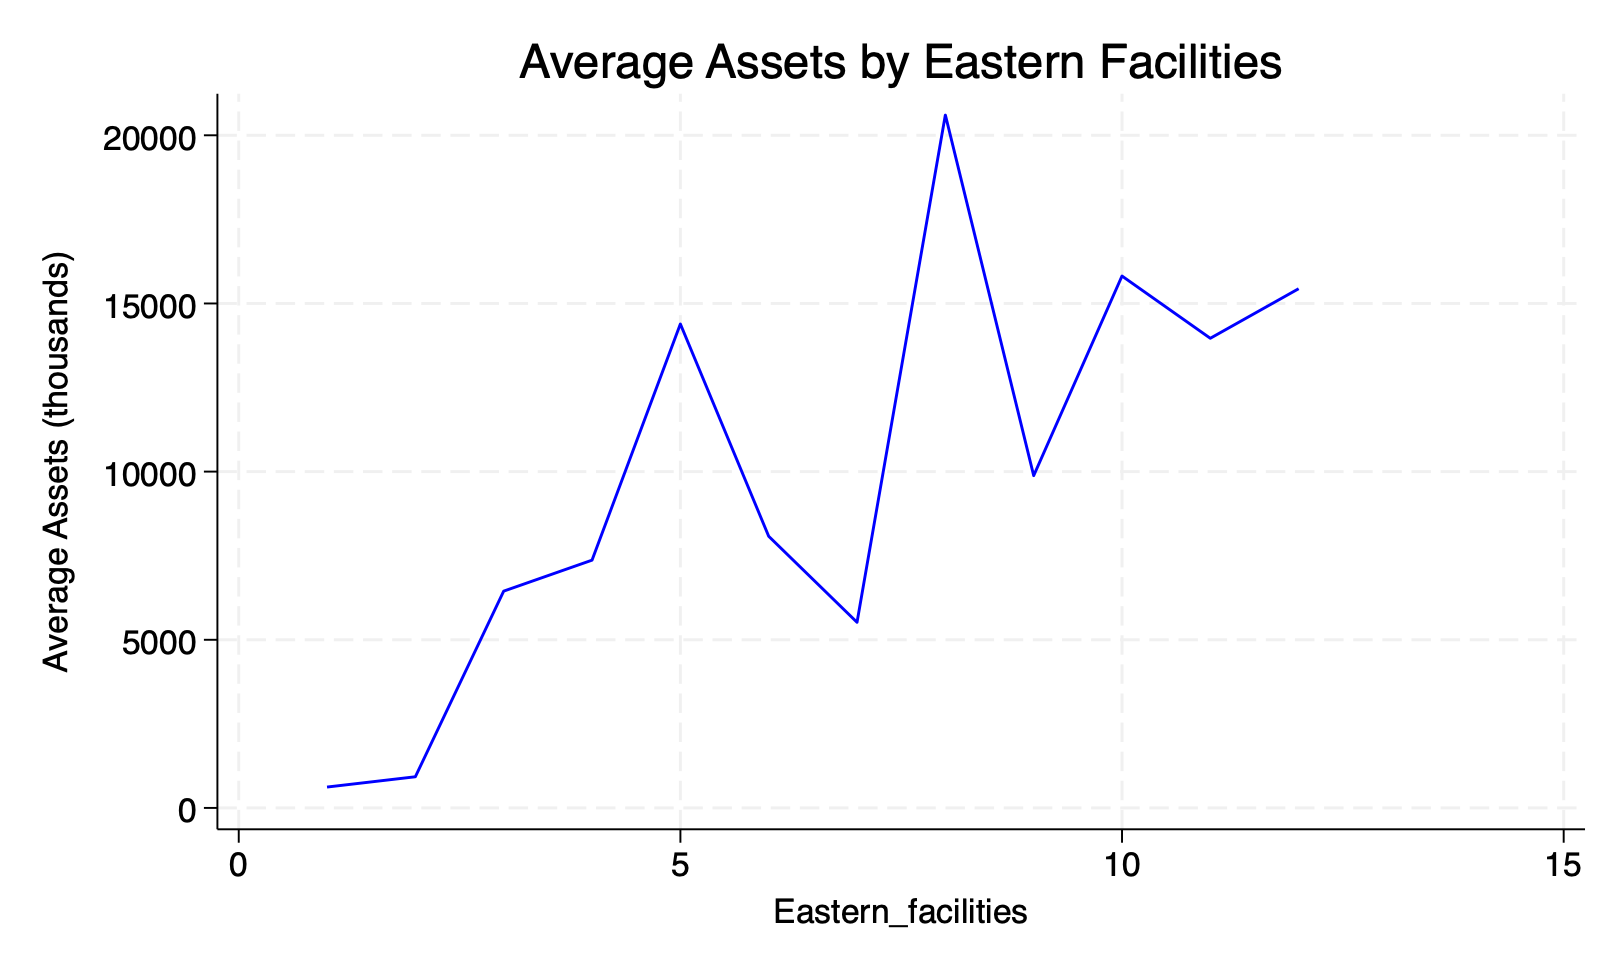 Average Assets by Eastern Facilities
Average Assets (thousands)
20000
15000
10000
5000
0
0 5 10 15
Eastern_facilities